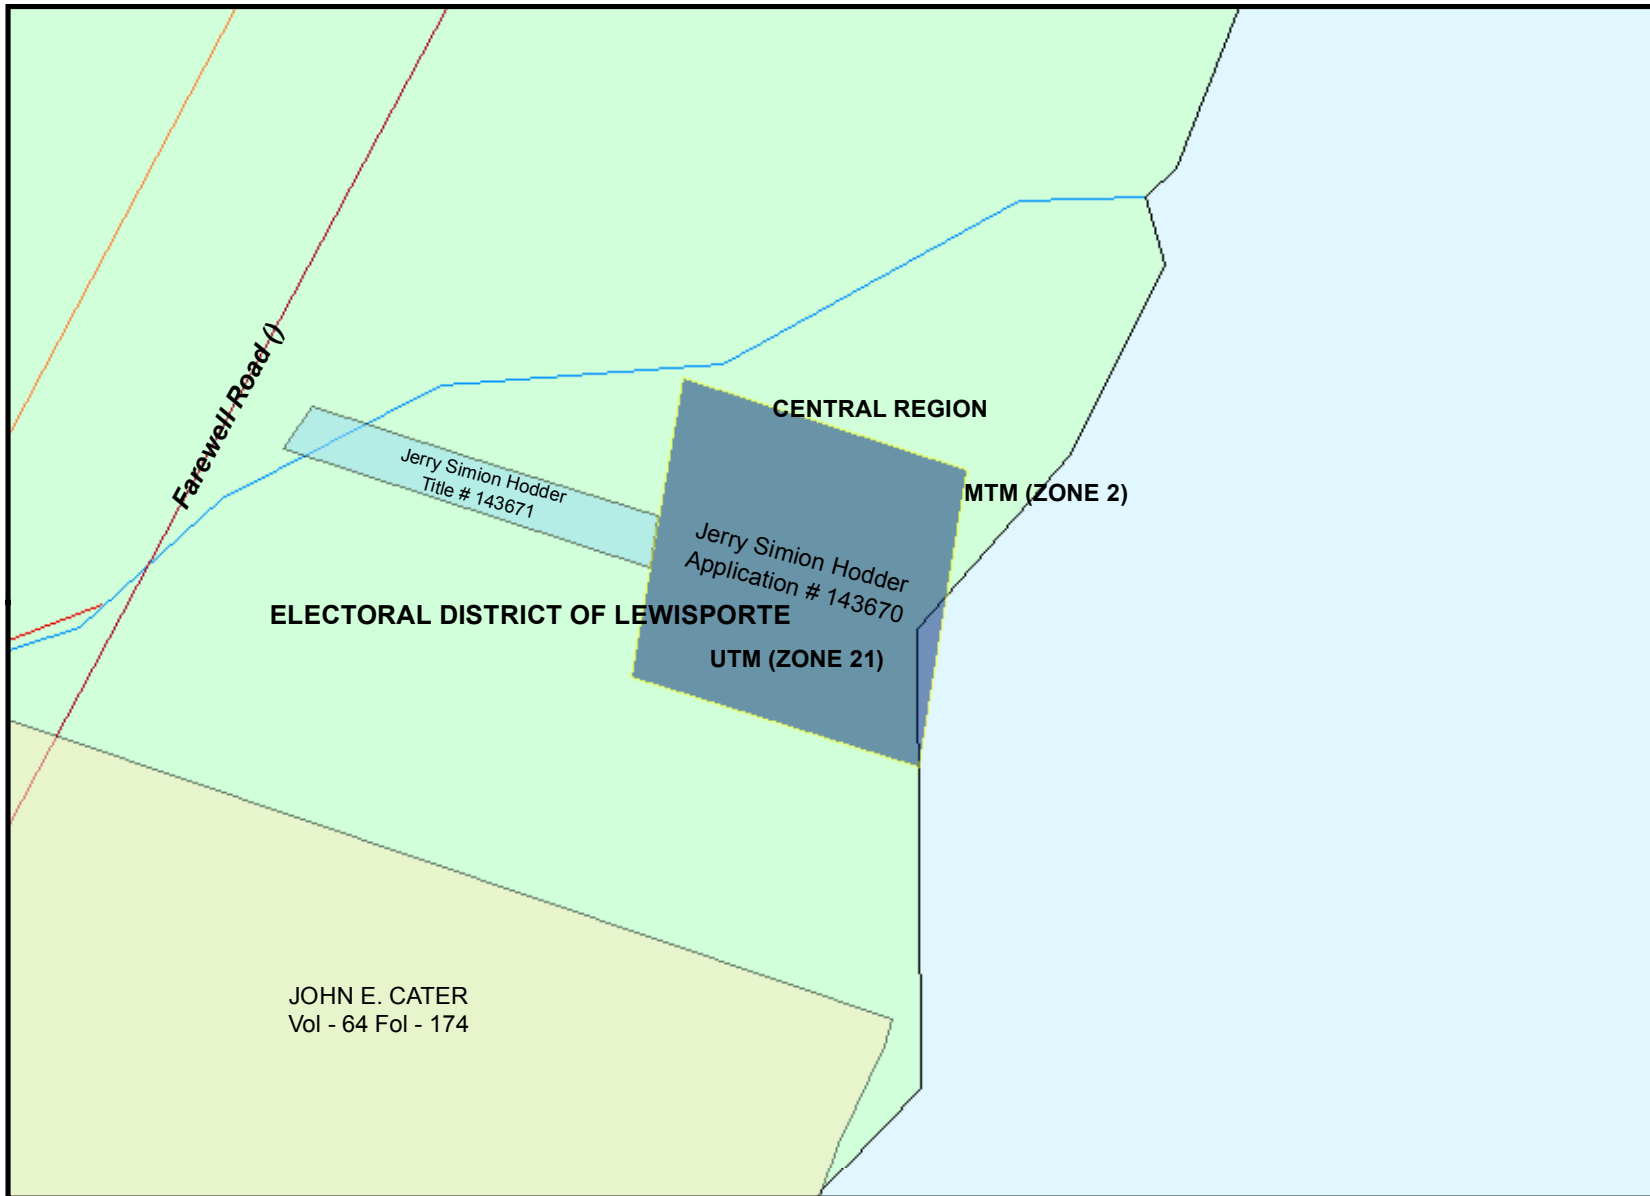 Farewell Road ()
CENTRAL REGION
Jerry Simion Hodder
Title # 143671
MTM (ZONE 2)
Jerry Simion Hodder
Application # 143670
ELECTORAL DISTRICT OF LEWISPORTE
UTM (ZONE 21)
JOHN E. CATER
Vol - 64 Fol - 174